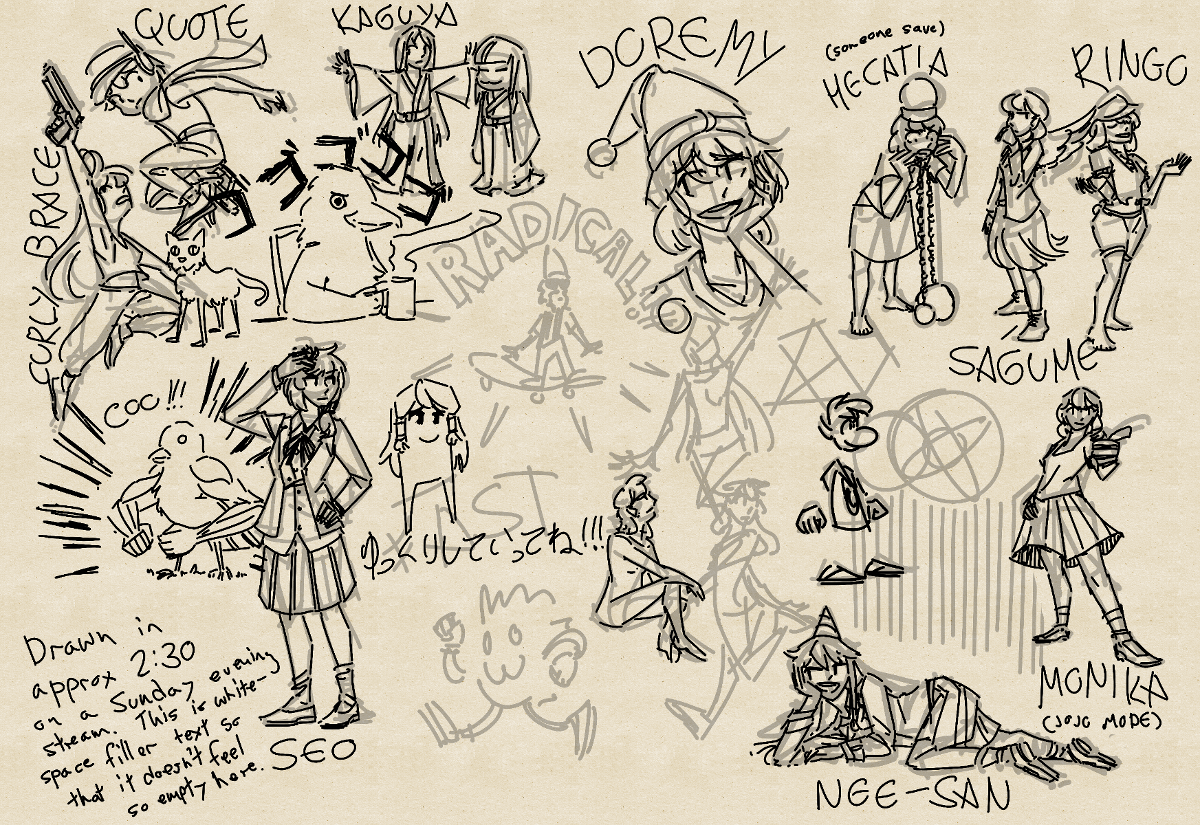 QUOTE
KAGUYA
DOREMY
(someone save)
HECATIA
RINGO
CURLY BRACE
RADICAL!!
SAGUME
COO!!!
ゆっくりしていってね!!!
Drawn in
approx 2:30
on a Sunday evening
stream. This is white-
space filler text so
that it doesn't feel
so empty here.
SEO
MONIKA
(JOJO MODE)
NEE-SAN